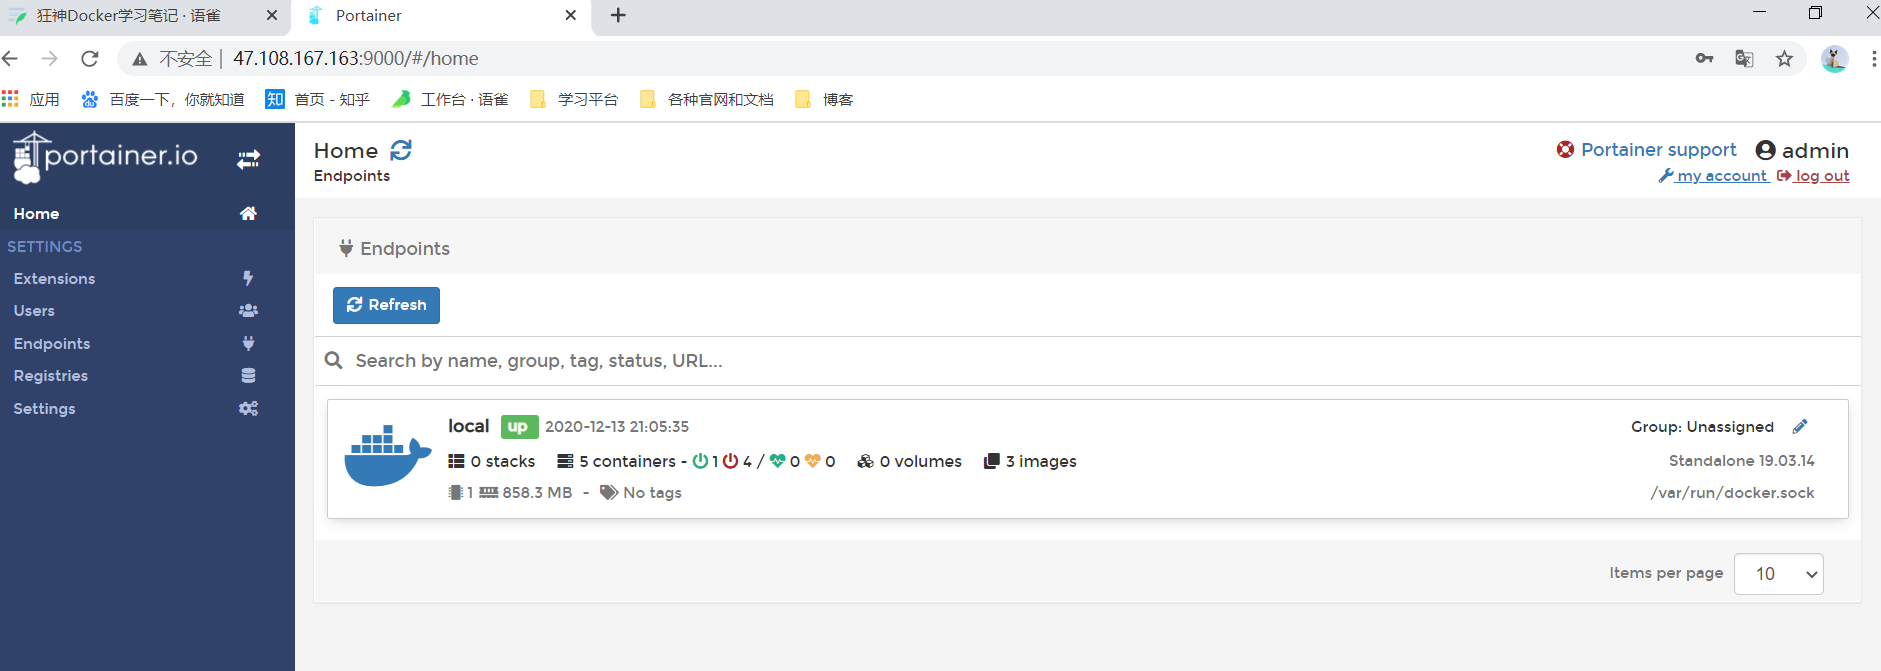 狂神Docker学习笔记 · 语雀
Portainer
不安全 | 47.108.167.163:9000/#/home
应用 百度一下，你就知道 知 首页 - 知乎 工作台 · 语雀 学习平台 各种官网和文档 博客
portainer.io
Home
SETTINGS
Extensions
Users
Endpoints
Registries
Settings
Home
Endpoints
Portainer support admin
my account log out
Endpoints
Refresh
Search by name, group, tag, status, URL...
local up 2020-12-13 21:05:35
Group: Unassigned
0 stacks 5 containers - 1 4 / 0 0 0 volumes 3 images
Standalone 19.03.14
1 858.3 MB - No tags
/var/run/docker.sock
Items per page 10